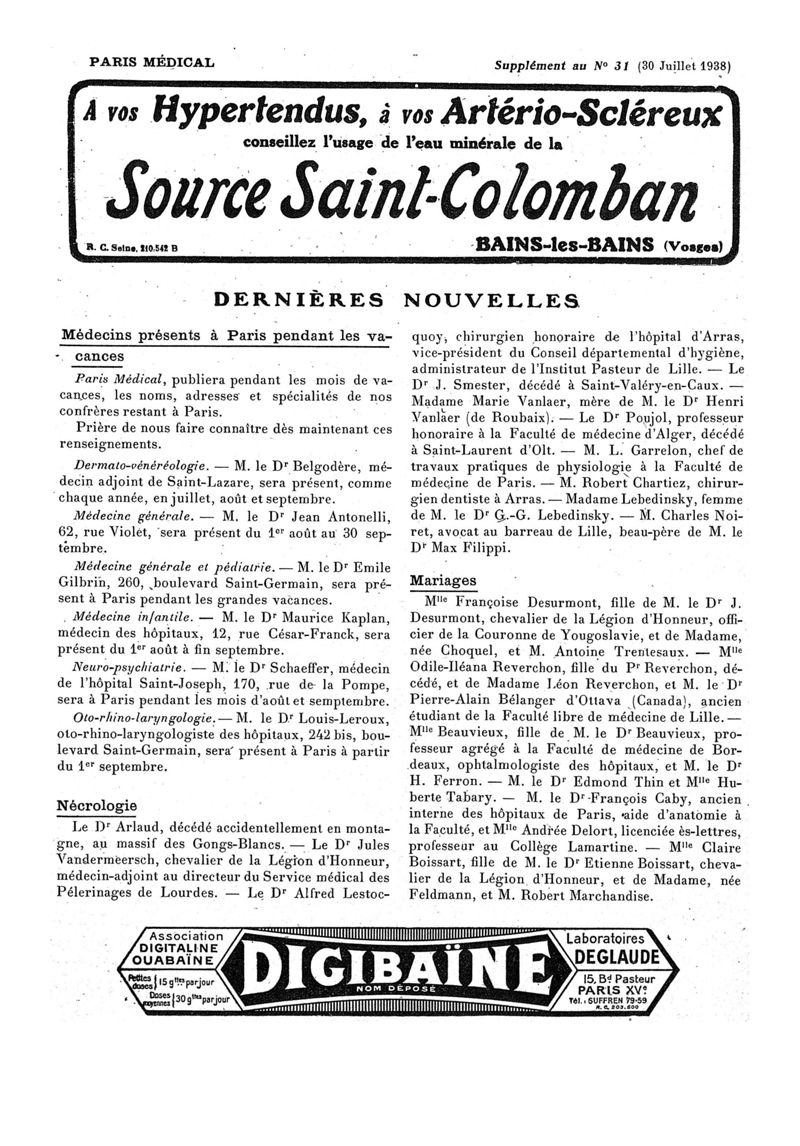 PARIS MÉDICAL
Supplément au N° 31 (30 Juillet 1938)
A vos Hypertendus, à vos Artério-Scléreux
conseillez l'usage de l'eau minérale de la
Source Saint-Colomban
R. C. Seine, 210.542 B
BAINS-les-BAINS (Vosges)
DERNIÈRES NOUVELLES
Médecins présents à Paris pendant les va-
cances
Paris Médical, publiera pendant les mois de va-
cances, les noms, adresses et spécialités de nos
confrères restant à Paris.
Prière de nous faire connaître dès maintenant ces
renseignements.
Dermato-vénéréologie. — M. le Dr Belgodère, mé-
decin adjoint de Saint-Lazare, sera présent, comme
chaque année, en juillet, août et septembre.
Médecine générale. — M. le Dr Jean Antonelli,
62, rue Violet, sera présent du 1er août au 30 sep-
tembre.
Médecine générale et pédiatrie. — M. le Dr Emile
Gilbrin, 260, boulevard Saint-Germain, sera pré-
sent à Paris pendant les grandes vacances.
Médecine infantile. — M. le Dr Maurice Kaplan,
médecin des hôpitaux, 12, rue César-Franck, sera
présent du 1er août à fin septembre.
Neuro-psychiatrie. — M. le Dr Schaeffer, médecin
de l'hôpital Saint-Joseph, 170, rue de la Pompe,
sera à Paris pendant les mois d'août et semptembre.
Oto-rhino-laryngologie. — M. le Dr Louis-Leroux,
oto-rhino-laryngologiste des hôpitaux, 242 bis, bou-
levard Saint-Germain, sera présent à Paris à partir
du 1er septembre.
Nécrologie
Le Dr Arlaud, décédé accidentellement en monta-
gne, au massif des Gongs-Blancs. — Le Dr Jules
Vandermeersch, chevalier de la Légion d'Honneur,
médecin-adjoint au directeur du Service médical des
Pélerinages de Lourdes. — Le Dr Alfred Lestoc-
quoy, chirurgien honoraire de l'hôpital d'Arras,
vice-président du Conseil départemental d'hygiène,
administrateur de l'Institut Pasteur de Lille. — Le
Dr J. Smester, décédé à Saint-Valéry-en-Caux. —
Madame Marie Vanlaer, mère de M. le Dr Henri
Vanlaer (de Roubaix). — Le Dr Poujol, professeur
honoraire à la Faculté de médecine d'Alger, décédé
à Saint-Laurent d'Olt. — M. L. Garrelon, chef de
travaux pratiques de physiologie à la Faculté de
médecine de Paris. — M. Robert Chartiez, chirur-
gien dentiste à Arras. — Madame Lebedinsky, femme
de M. le Dr G.-G. Lebedinsky. — M. Charles Noi-
ret, avocat au barreau de Lille, beau-père de M. le
Dr Max Filippi.
Mariages
Mlle Françoise Desurmont, fille de M. le Dr J.
Desurmont, chevalier de la Légion d'Honneur, offi-
cier de la Couronne de Yougoslavie, et de Madame,
née Choquel, et M. Antoine Trentesaux. — Mlle
Odile-Iléana Reverchon, fille du Pr Reverchon, dé-
cédé, et de Madame Léon Reverchon, et M. le Dr
Pierre-Alain Bélanger d'Ottava (Canada), ancien
étudiant de la Faculté libre de médecine de Lille. —
Mlle Beauvieux, fille de M. le Dr Beauvieux, pro-
fesseur agrégé à la Faculté de médecine de Bor-
deaux, ophtalmologiste des hôpitaux, et M. le Dr
H. Ferron. — M. le Dr Edmond Thin et Mlle Hu-
berte Tabary. — M. le Dr François Caby, ancien
interne des hôpitaux de Paris, aide d'anatomie à
la Faculté, et Mlle Andrée Delort, licenciée ès-lettres,
professeur au Collège Lamartine. — Mlle Claire
Boissart, fille de M. le Dr Etienne Boissart, cheva-
lier de la Légion d'Honneur, et de Madame, née
Feldmann, et M. Robert Marchandise.
Association
DIGITALINE
OUABAÏNE
Petites doses 15 gttes par jour
Doses moyennes 30 gttes par jour
DIGIBAÏNE
NOM DÉPOSÉ
Laboratoires
DEGLAUDE
15, Bd Pasteur
PARIS XVe
Tél. : SUFFREN 79-59